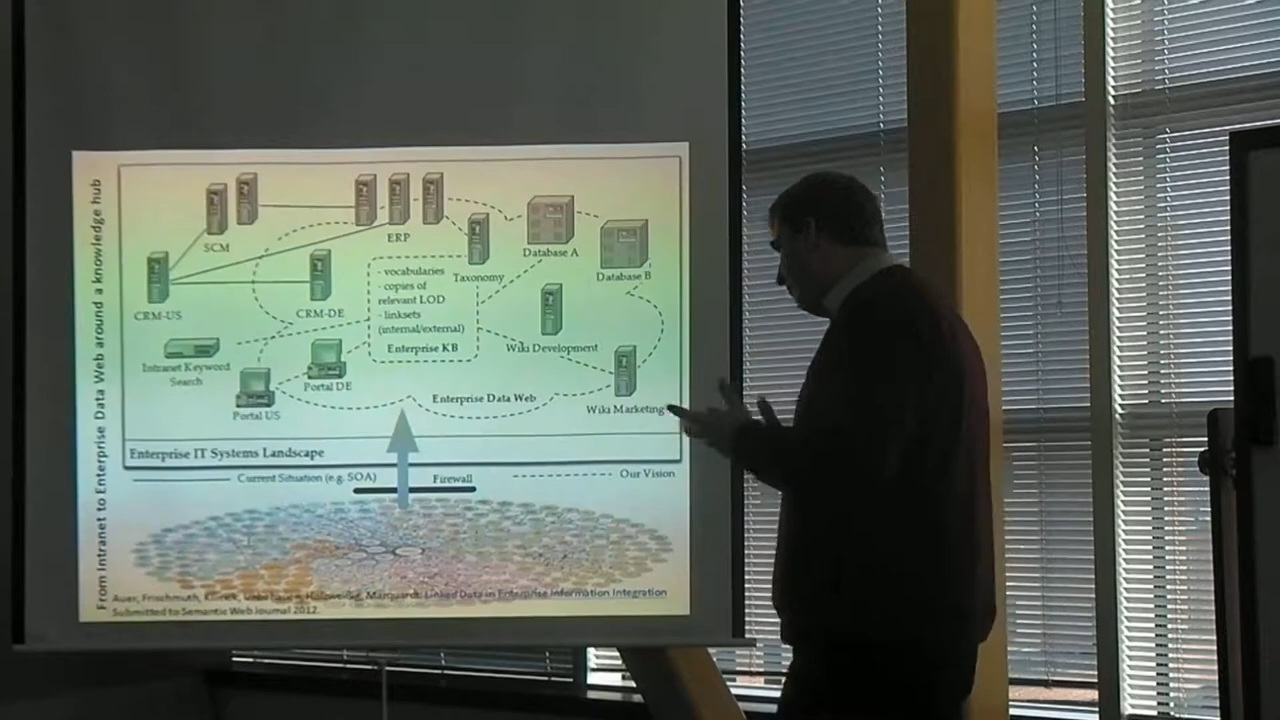 From Intranet to Enterprise Data Web around a knowledge hub
SCM
ERP
Database A
Database B
Taxonomy
CRM-US
CRM-DE
- vocabularies
- copies of
relevant LOD
- linksets
(internal/external)
Enterprise KB
Wiki Development
Intranet Keyword
Search
Portal DE
Portal US
Enterprise Data Web
Wiki Marketing
Enterprise IT Systems Landscape
Current Situation (e.g. SOA)
Firewall
Our Vision
Auer, Frischmuth, Marquardt: Linked Data in Enterprise Information Integration
Submitted to Semantic Web Journal 2012.